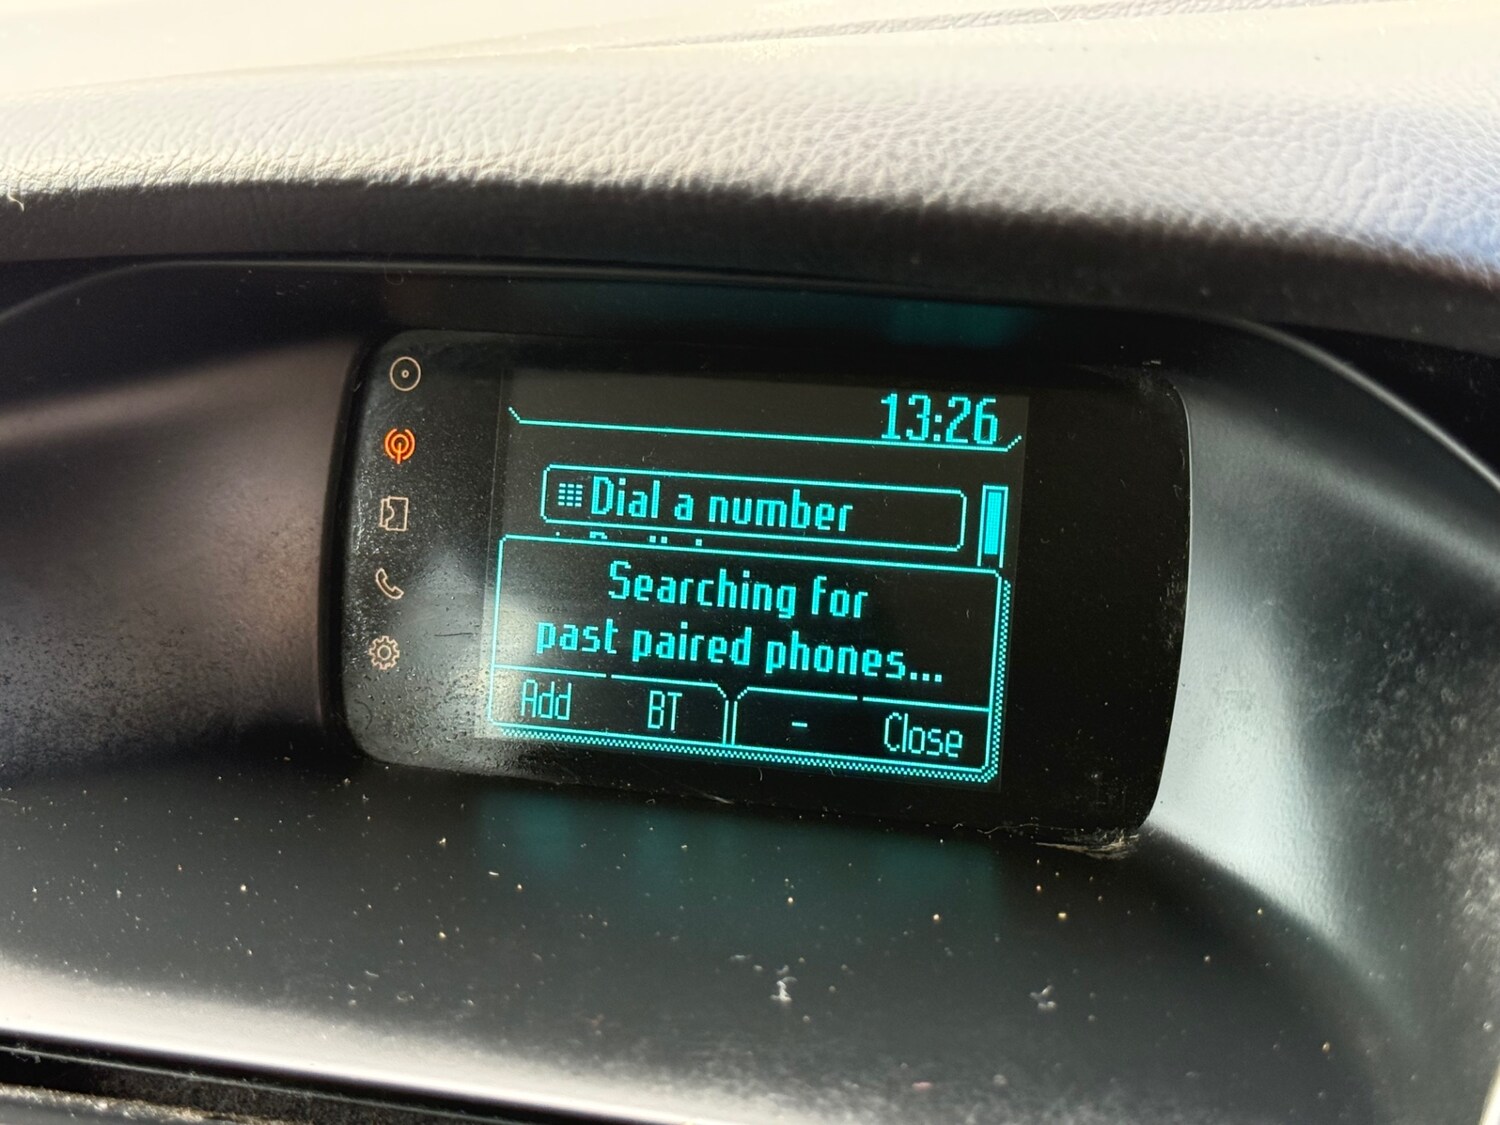 13:26
Dial a number
Searching for
past paired phones...
Add BT - Close